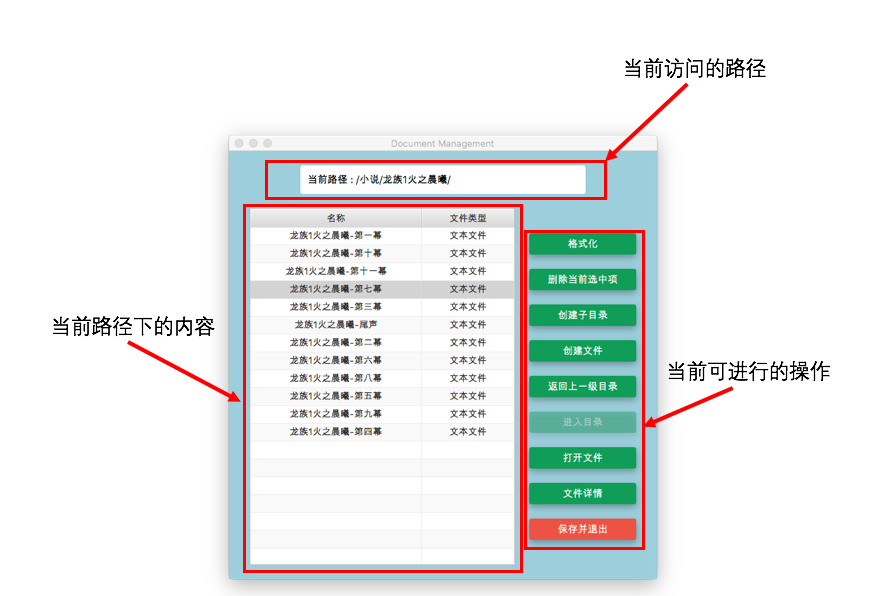 当前访问的路径
Document Management
当前路径：/小说/龙族1火之晨曦/
名称 文件类型
龙族1火之晨曦-第一幕 文本文件
龙族1火之晨曦-第十幕 文本文件
龙族1火之晨曦-第十一幕 文本文件
龙族1火之晨曦-第七幕 文本文件
龙族1火之晨曦-第三幕 文本文件
龙族1火之晨曦-尾声 文本文件
龙族1火之晨曦-第二幕 文本文件
龙族1火之晨曦-第六幕 文本文件
龙族1火之晨曦-第八幕 文本文件
龙族1火之晨曦-第五幕 文本文件
龙族1火之晨曦-第九幕 文本文件
龙族1火之晨曦-第四幕 文本文件
格式化
删除当前选中项
创建子目录
创建文件
返回上一级目录
进入目录
打开文件
文件详情
保存并退出
当前路径下的内容
当前可进行的操作